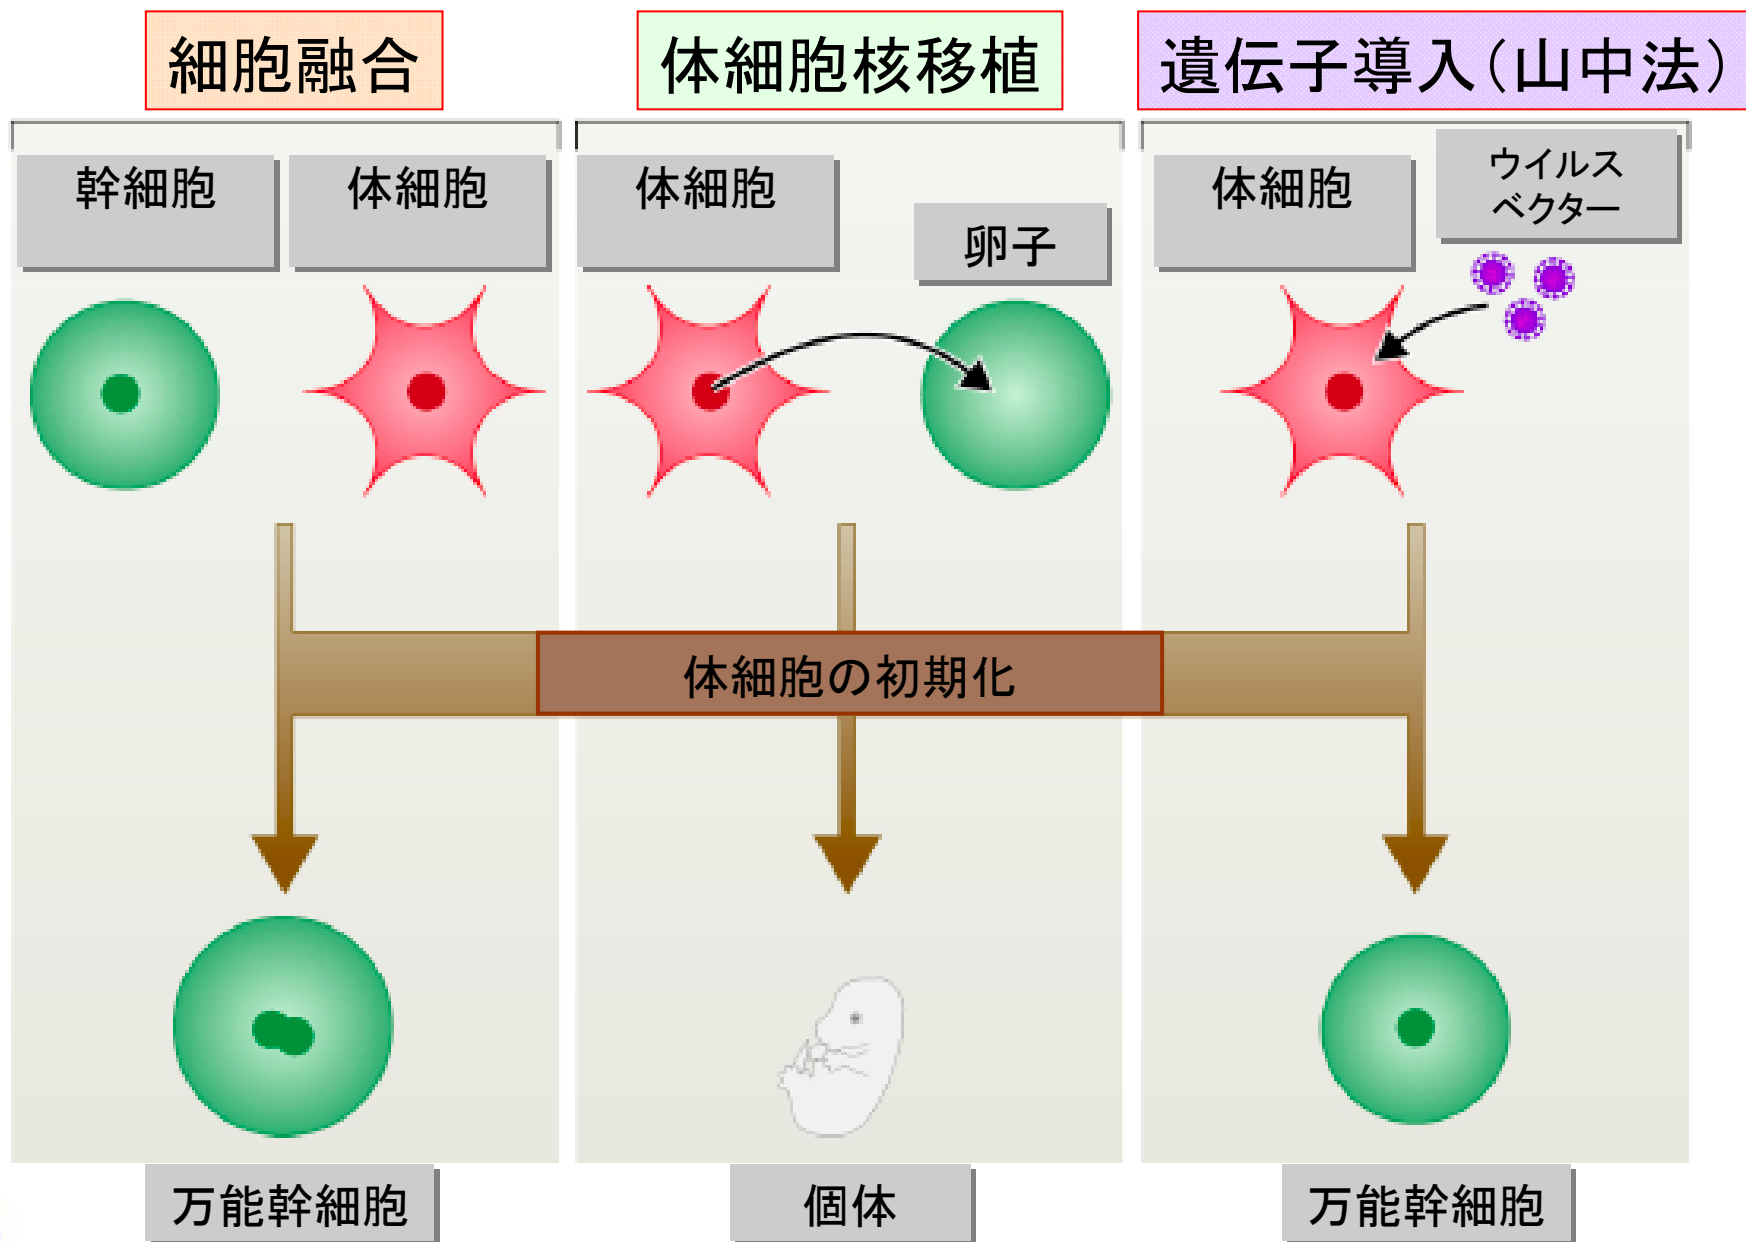 細胞融合
体細胞核移植
遺伝子導入(山中法)
幹細胞
体細胞
体細胞
卵子
体細胞
ウイルス
ベクター
体細胞の初期化
万能幹細胞
個体
万能幹細胞